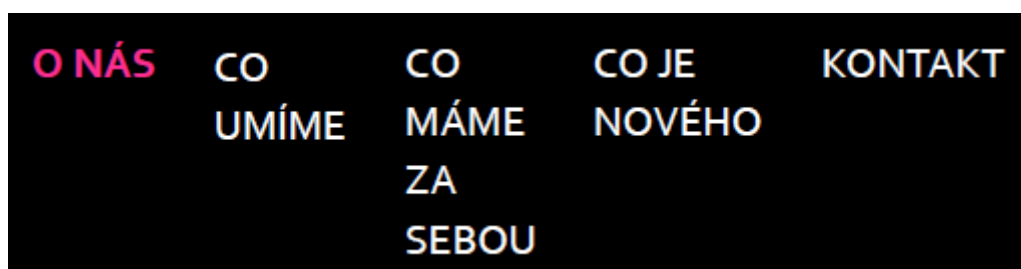 O NÁS
CO
UMÍME
CO
MÁME
ZA
SEBOU
CO JE
NOVÉHO
KONTAKT